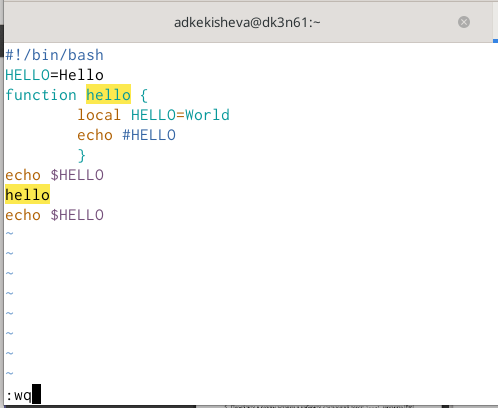 adkekisheva@dk3n61:~
#!/bin/bash
HELLO=Hello
function hello {
        local HELLO=World
        echo #HELLO
        }
echo $HELLO
hello
echo $HELLO
~
~
~
~
~
~
~
~
:wq